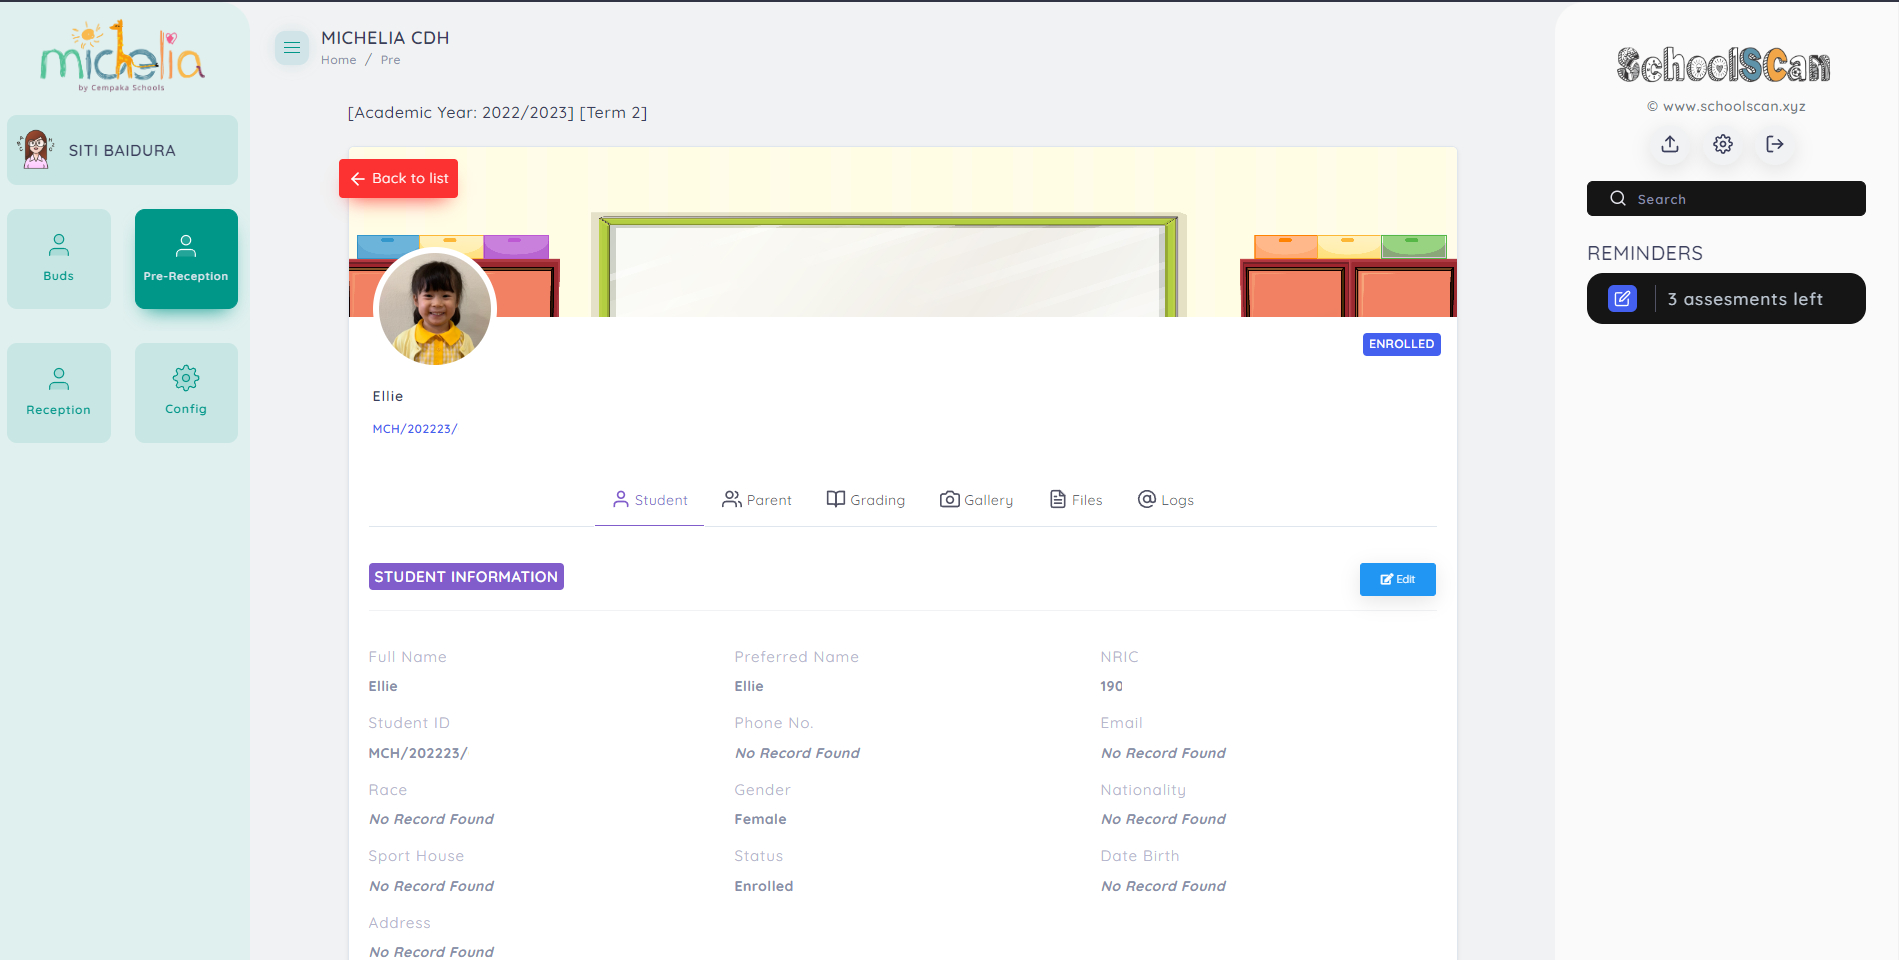 michelia
by Cempaka Schools
SITI BAIDURA
Buds
Pre-Reception
Reception
Config
MICHELIA CDH
Home / Pre
[Academic Year: 2022/2023] [Term 2]
Back to list
ENROLLED
Ellie
MCH/202223/
Student
Parent
Grading
Gallery
Files
Logs
STUDENT INFORMATION
Edit
Full Name
Ellie
Preferred Name
Ellie
NRIC
190
Student ID
MCH/202223/
Phone No.
No Record Found
Email
No Record Found
Race
No Record Found
Gender
Female
Nationality
No Record Found
Sport House
No Record Found
Status
Enrolled
Date Birth
No Record Found
Address
No Record Found
SchoolSCan
© www.schoolscan.xyz
Search
REMINDERS
3 assesments left